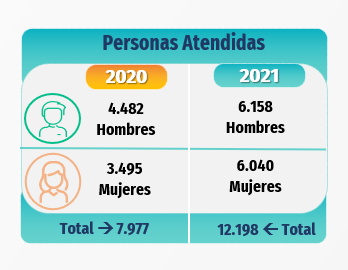 Personas Atendidas
2020
2021
4.482
Hombres
6.158
Hombres
3.495
Mujeres
6.040
Mujeres
Total → 7.977
12.198 ← Total